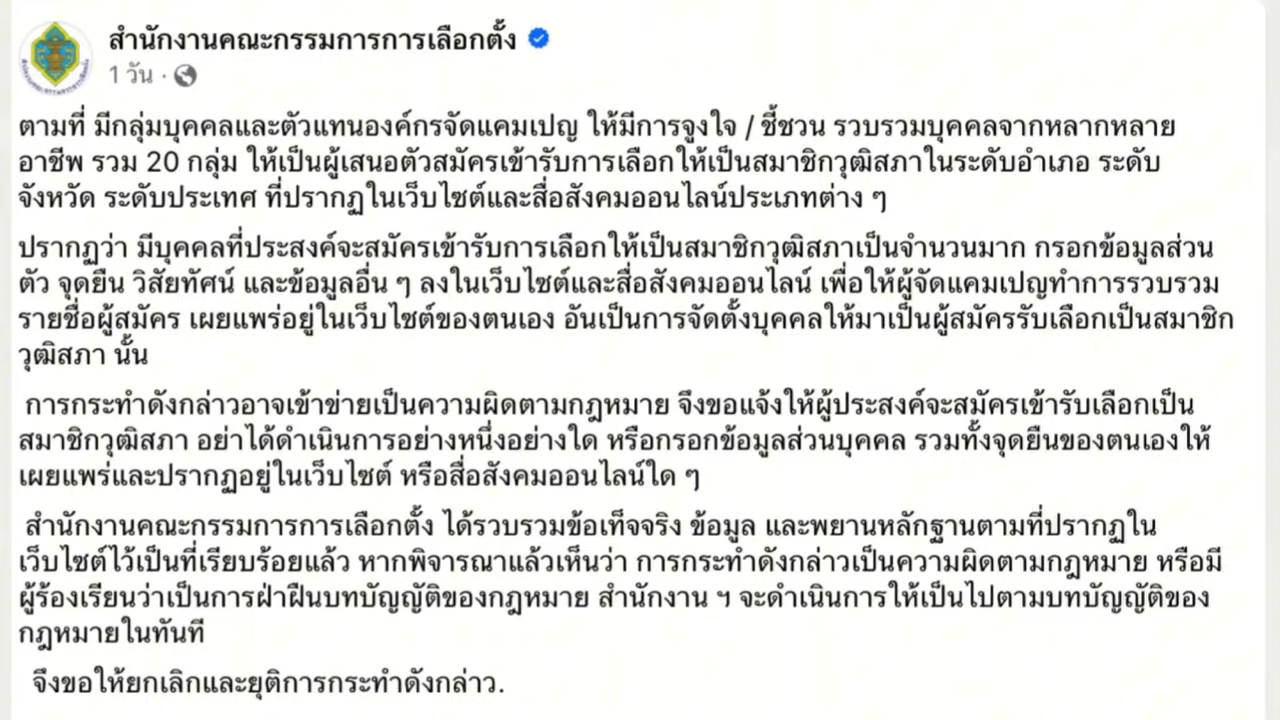 สำนักงานคณะกรรมการการเลือกตั้ง
1 วัน ·
ตามที่ มีกลุ่มบุคคลและตัวแทนองค์กรจัดแคมเปญ ให้มีการจูงใจ / ชี้ชวน รวบรวมบุคคลจากหลากหลาย
อาชีพ รวม 20 กลุ่ม ให้เป็นผู้เสนอตัวสมัครเข้ารับการเลือกให้เป็นสมาชิกวุฒิสภาในระดับอำเภอ ระดับ
จังหวัด ระดับประเทศ ที่ปรากฏในเว็บไซต์และสื่อสังคมออนไลน์ประเภทต่าง ๆ
ปรากฏว่า มีบุคคลที่ประสงค์จะสมัครเข้ารับการเลือกให้เป็นสมาชิกวุฒิสภาเป็นจำนวนมาก กรอกข้อมูลส่วน
ตัว จุดยืน วิสัยทัศน์ และข้อมูลอื่น ๆ ลงในเว็บไซต์และสื่อสังคมออนไลน์ เพื่อให้ผู้จัดแคมเปญทำการรวบรวม
รายชื่อผู้สมัคร เผยแพร่อยู่ในเว็บไซต์ของตนเอง อันเป็นการจัดตั้งบุคคลให้มาเป็นผู้สมัครรับเลือกเป็นสมาชิก
วุฒิสภา นั้น
การกระทำดังกล่าวอาจเข้าข่ายเป็นความผิดตามกฎหมาย จึงขอแจ้งให้ผู้ประสงค์จะสมัครเข้ารับเลือกเป็น
สมาชิกวุฒิสภา อย่าได้ดำเนินการอย่างหนึ่งอย่างใด หรือกรอกข้อมูลส่วนบุคคล รวมทั้งจุดยืนของตนเองให้
เผยแพร่และปรากฏอยู่ในเว็บไซต์ หรือสื่อสังคมออนไลน์ใด ๆ
สำนักงานคณะกรรมการการเลือกตั้ง ได้รวบรวมข้อเท็จจริง ข้อมูล และพยานหลักฐานตามที่ปรากฏใน
เว็บไซต์ไว้เป็นที่เรียบร้อยแล้ว หากพิจารณาแล้วเห็นว่า การกระทำดังกล่าวเป็นความผิดตามกฎหมาย หรือมี
ผู้ร้องเรียนว่าเป็นการฝ่าฝืนบทบัญญัติของกฎหมาย สำนักงาน ฯ จะดำเนินการให้เป็นไปตามบทบัญญัติของ
กฎหมายในทันที
จึงขอให้ยกเลิกและยุติการกระทำดังกล่าว.